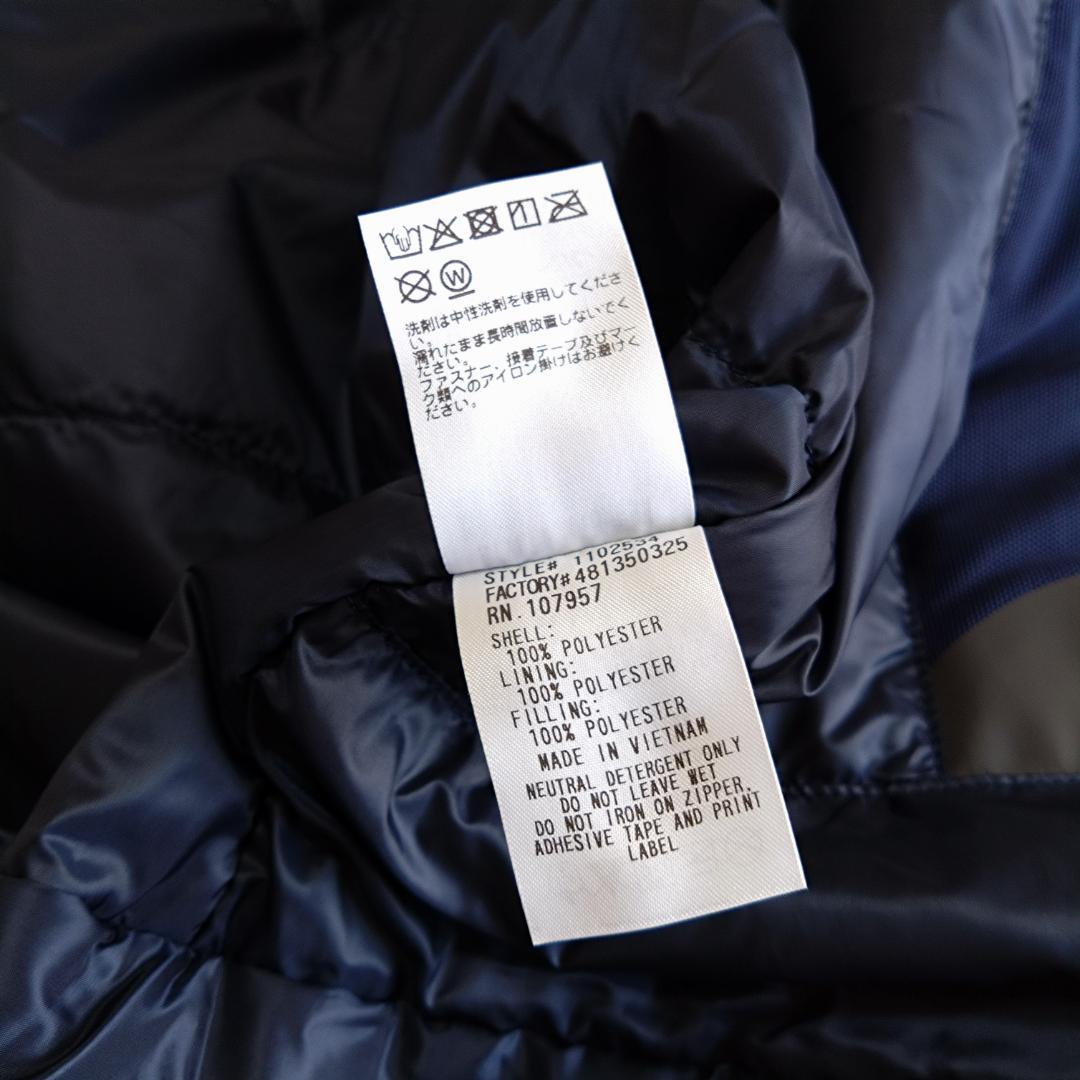 W
洗剤は中性洗剤を使用してくださ
い。
濡れたまま長時間放置しないでく
ださい。
ファスナー、接着テープ及びマー
ク類へのアイロン掛けはお避けく
ださい。
STYLE# 1102534
FACTORY# 481350325
RN. 107957
SHELL:
100% POLYESTER
LINING:
100% POLYESTER
FILLING:
100% POLYESTER
MADE IN VIETNAM
NEUTRAL DETERGENT ONLY
DO NOT LEAVE WET
DO NOT IRON ON ZIPPER,
ADHESIVE TAPE AND PRINT
LABEL